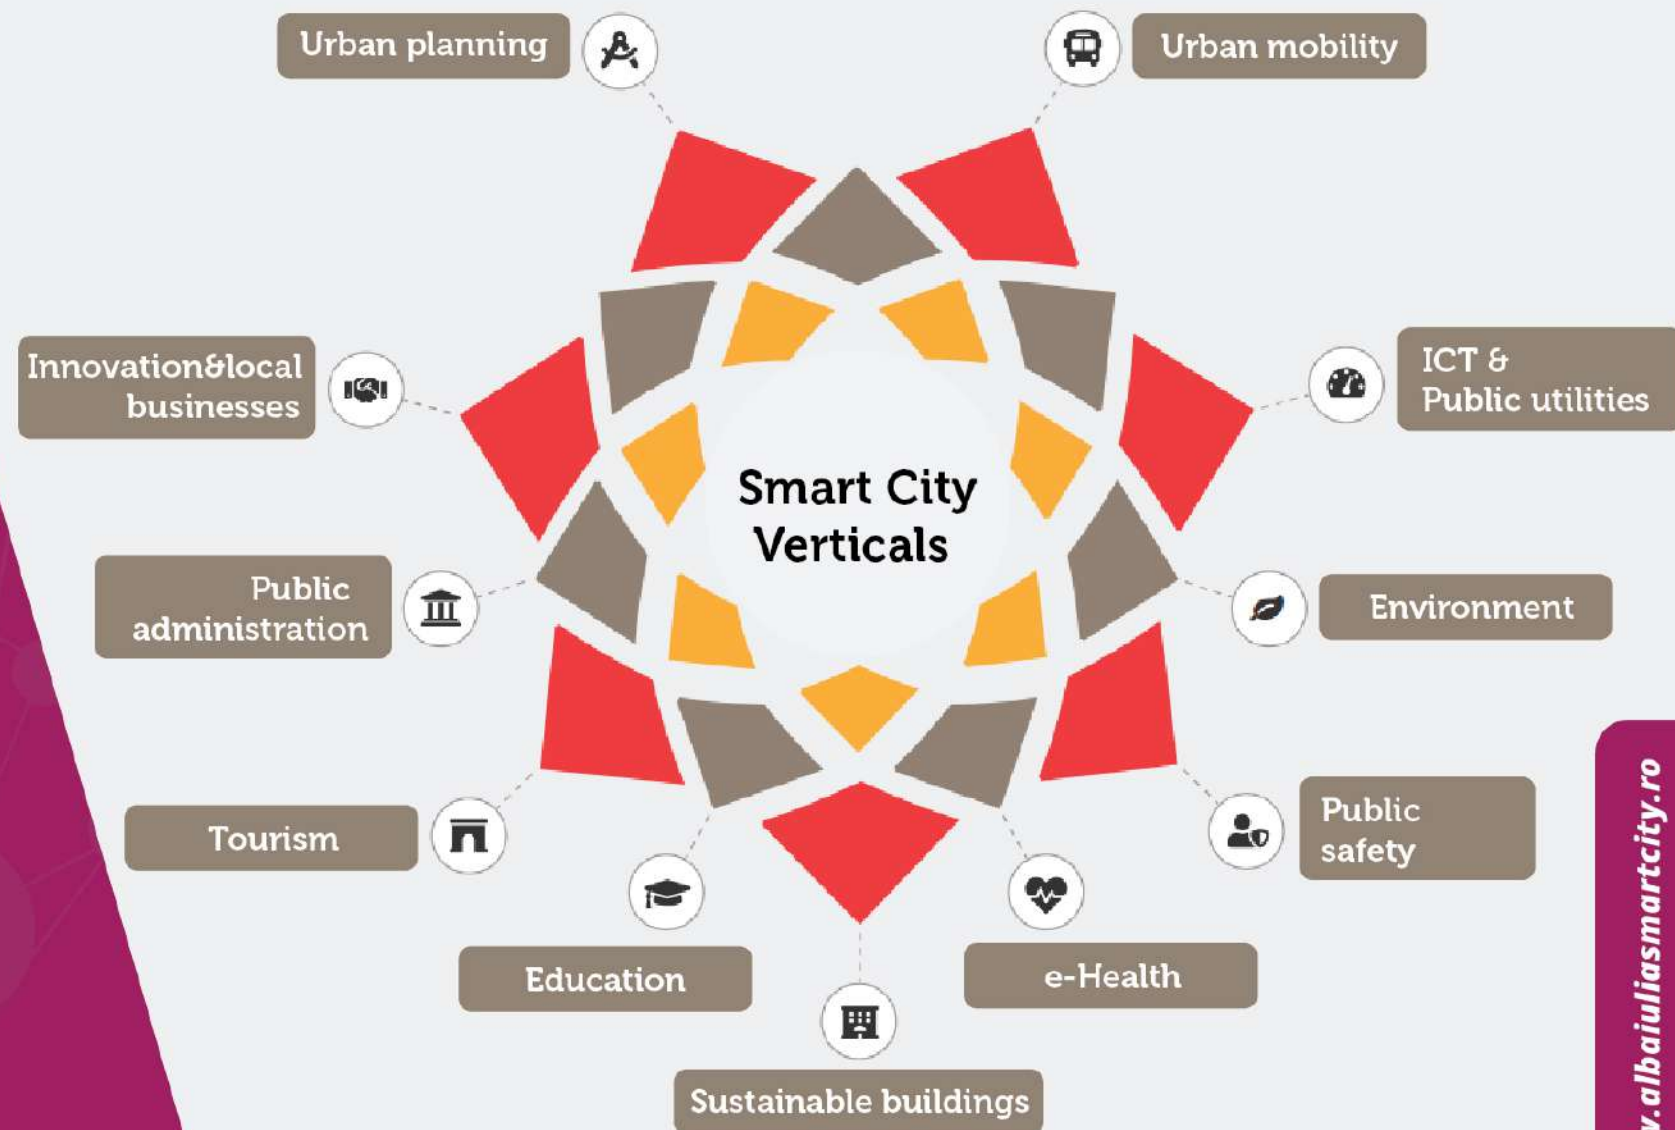 Urban planning
Urban mobility
Innovation&local
businesses
ICT &
Public utilities
Smart City
Verticals
Public
administration
Environment
Tourism
Public
safety
Education
e-Health
Sustainable buildings
.albaiuliasmartcity.ro